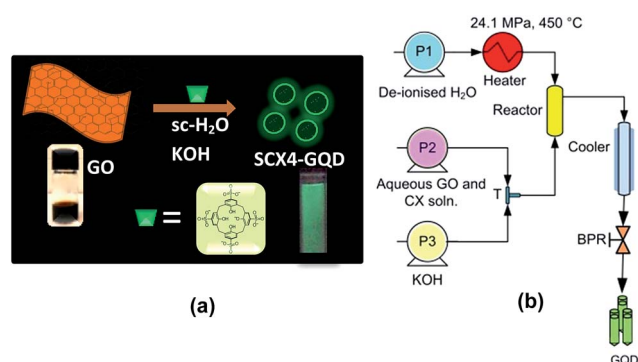 (a)
sc-H₂O
KOH
GO
SCX4-GQD
=
(a)
(b)
24.1 MPa, 450 °C
P1
Heater
De-ionised H₂O
Reactor
P2
Cooler
Aqueous GO and
CX soln.
T
P3
BPR
KOH
(b)
GQD